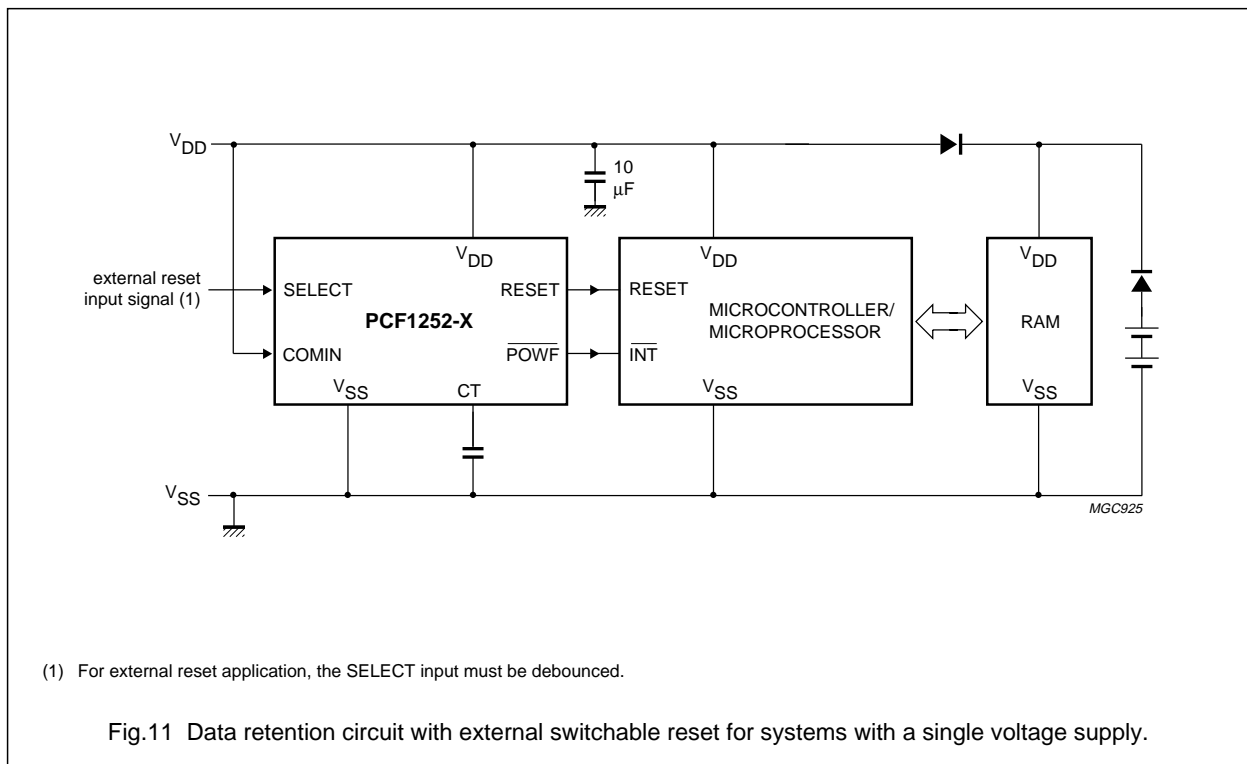 VDD
10
μF
VDD
VDD
VDD
external reset
input signal (1)
SELECT
RESET
RESET
PCF1252-X
MICROCONTROLLER/
MICROPROCESSOR
RAM
COMIN
POWF
INT
VSS
CT
VSS
VSS
VSS
MGC925
(1) For external reset application, the SELECT input must be debounced.
Fig.11 Data retention circuit with external switchable reset for systems with a single voltage supply.